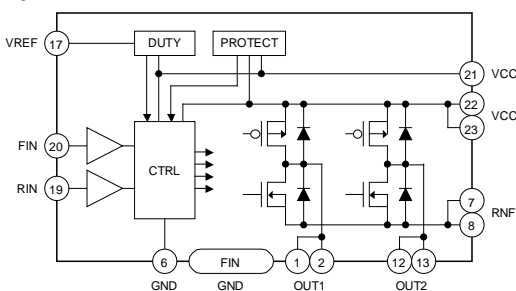 DUTY PROTECT
VREF 17
21 VCC
22 VCC
23
FIN 20
CTRL
RIN 19
7 RNF
8
6 FIN 1 2 12 13
GND GND OUT1 OUT2